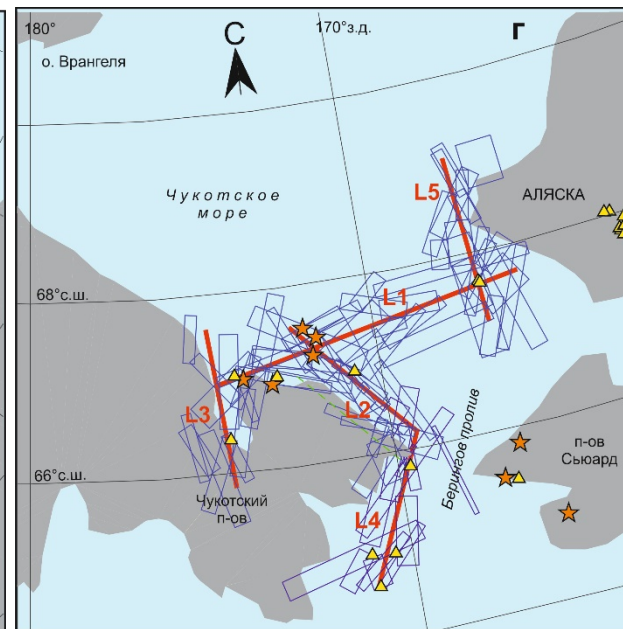 180°
170°з.д.
С
г
о. Врангеля
Чукотское
море
L5
АЛЯСКА
L1
68°с.ш.
L3
L2
Берингов пролив
п-ов
Сьюард
66°с.ш.
Чукотский
п-ов
L4